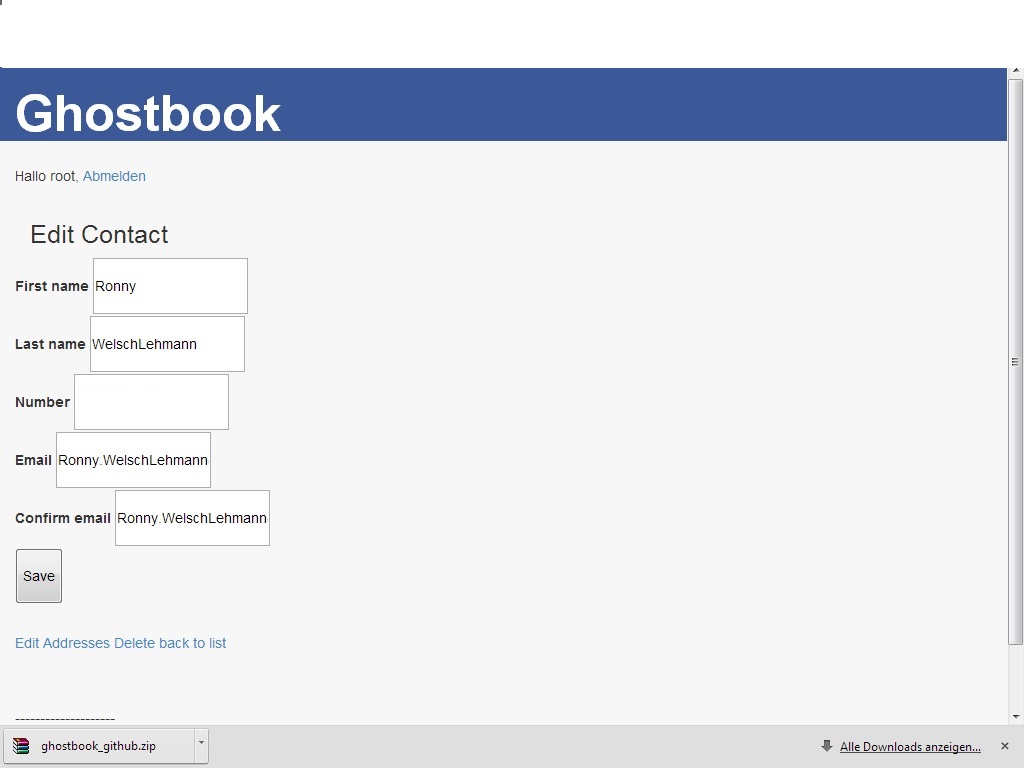 Ghostbook
Hallo root, Abmelden
Edit Contact
First name Ronny
Last name WelschLehmann
Number
Email Ronny.WelschLehmann
Confirm email Ronny.WelschLehmann
Save
Edit Addresses Delete back to list
--------------------
ghostbook_github.zip
Alle Downloads anzeigen...